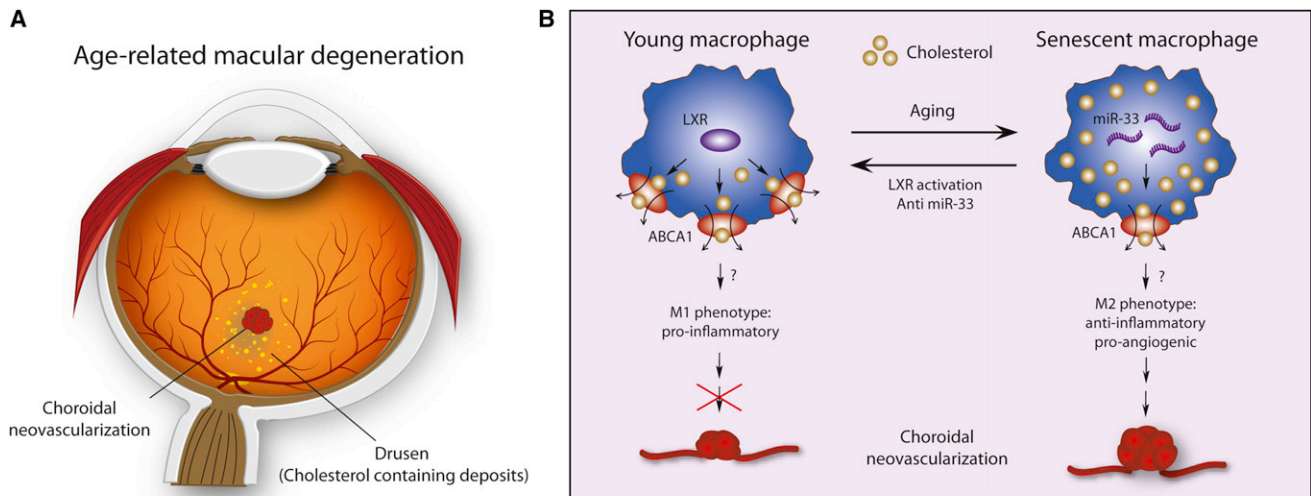 A
Age-related macular degeneration
Choroidal
neovascularization
Drusen
(Cholesterol containing deposits)
B
Young macrophage
Cholesterol
Senescent macrophage
LXR
ABCA1
Aging
LXR activation
Anti miR-33
miR-33
ABCA1
?
M1 phenotype:
pro-inflammatory
?
M2 phenotype:
anti-inflammatory
pro-angiogenic
Choroidal
neovascularization